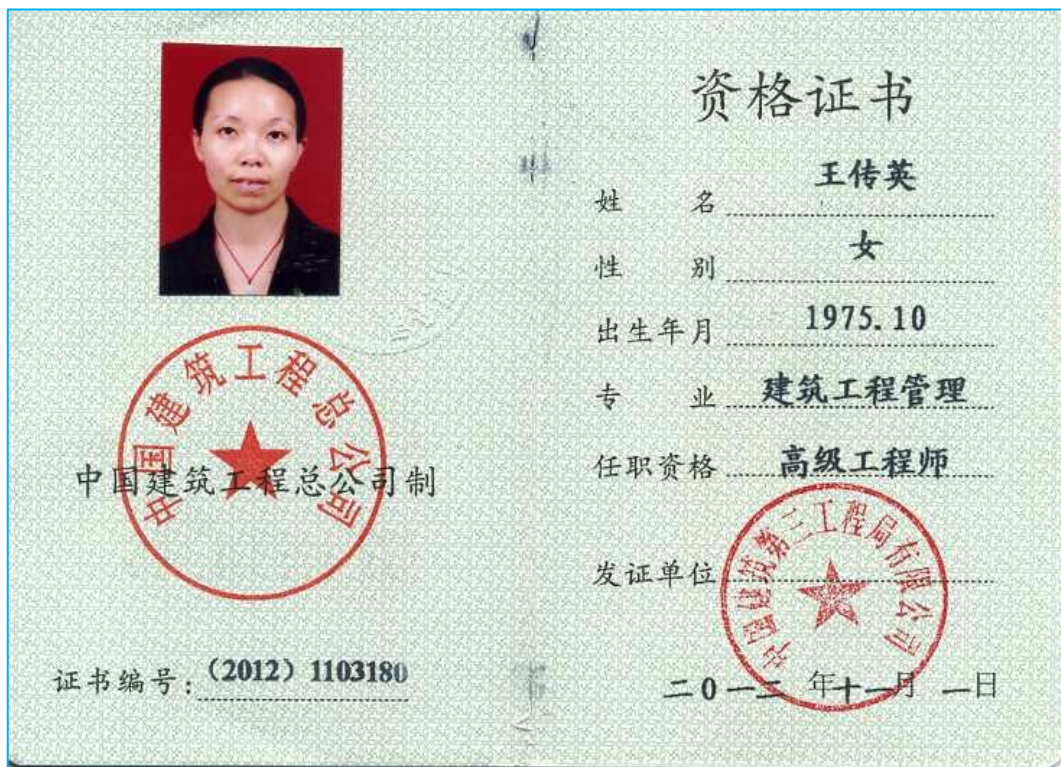 中国建筑工程总公司
中国建筑工程总公司制
证书编号：(2012) 1103180
资格证书
姓 名 王传英
性 别 女
出生年月 1975.10
专 业 建筑工程管理
任职资格 高级工程师
发证单位
中国建筑第三工程局有限公司
二0一二 年十一月 一日